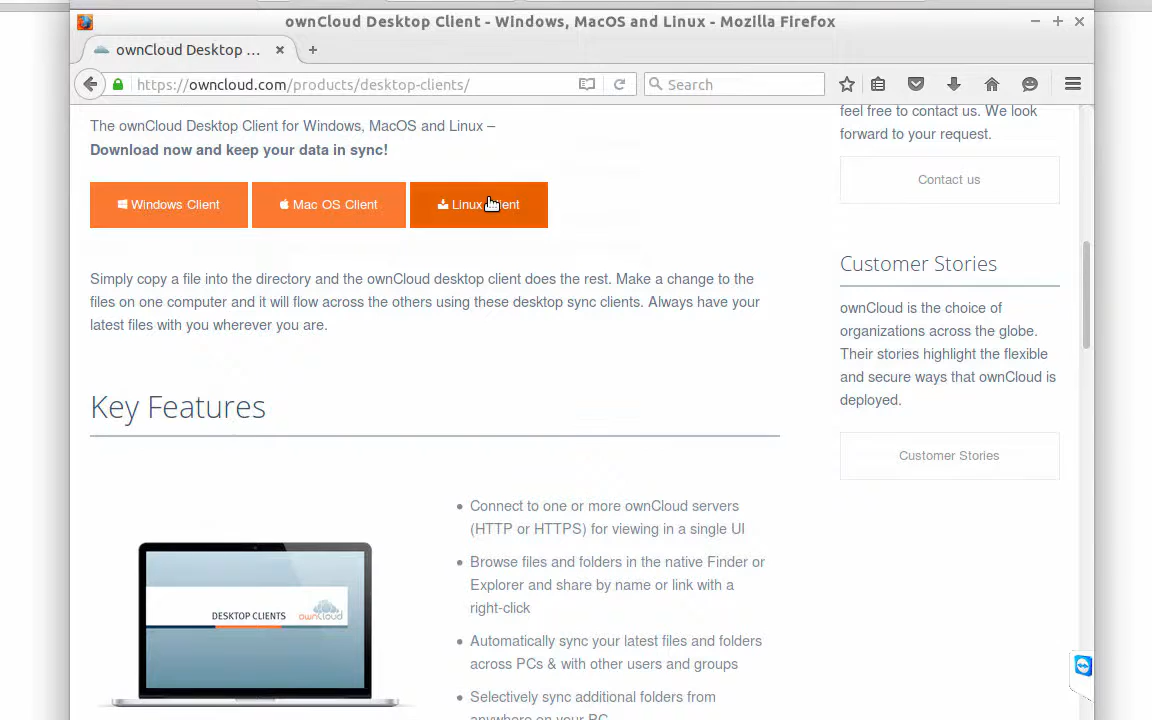 ownCloud Desktop Client - Windows, MacOS and Linux - Mozilla Firefox
ownCloud Desktop ...
https://owncloud.com/products/desktop-clients/
Search
The ownCloud Desktop Client for Windows, MacOS and Linux –
Download now and keep your data in sync!
Windows Client
Mac OS Client
Linux
Simply copy a file into the directory and the ownCloud desktop client does the rest. Make a change to the
files on one computer and it will flow across the others using these desktop sync clients. Always have your
latest files with you wherever you are.
Key Features
DESKTOP CLIENTS
ownCloud
Connect to one or more ownCloud servers
(HTTP or HTTPS) for viewing in a single UI
Browse files and folders in the native Finder or
Explorer and share by name or link with a
right-click
Automatically sync your latest files and folders
across PCs & with other users and groups
Selectively sync additional folders from
anywhere on your PC
feel free to contact us. We look
forward to your request.
Contact us
Customer Stories
ownCloud is the choice of
organizations across the globe.
Their stories highlight the flexible
and secure ways that ownCloud is
deployed.
Customer Stories